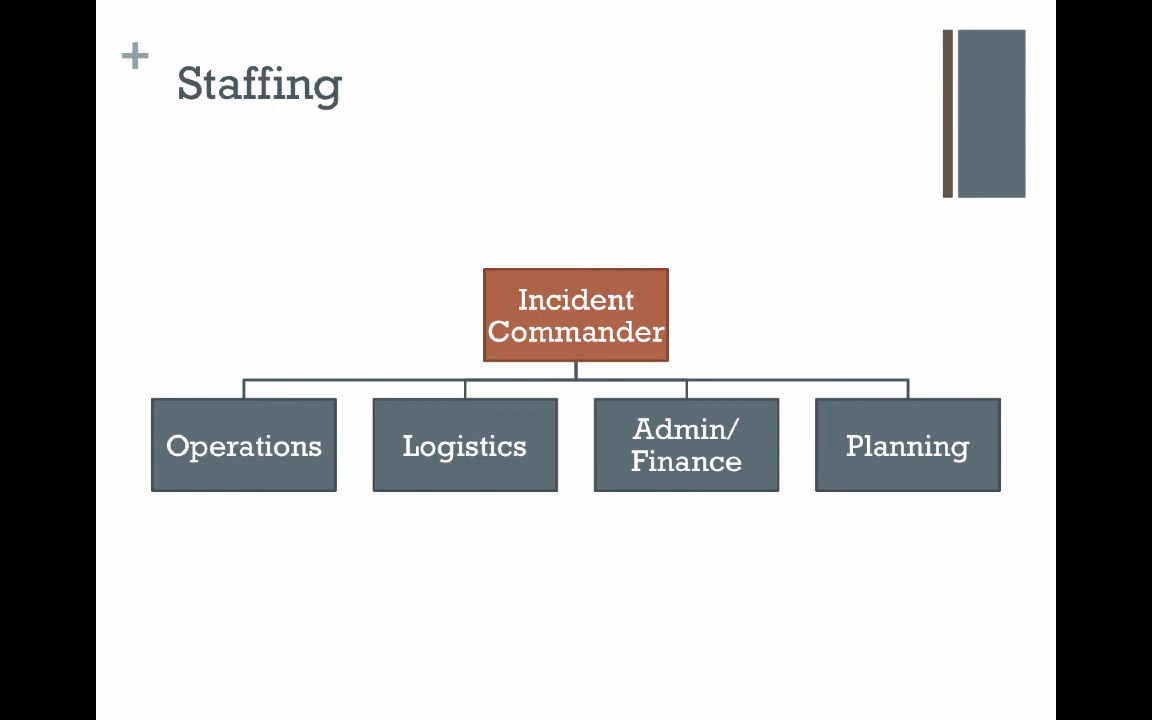 +
Staffing
Incident
Commander
Operations
Logistics
Admin/
Finance
Planning